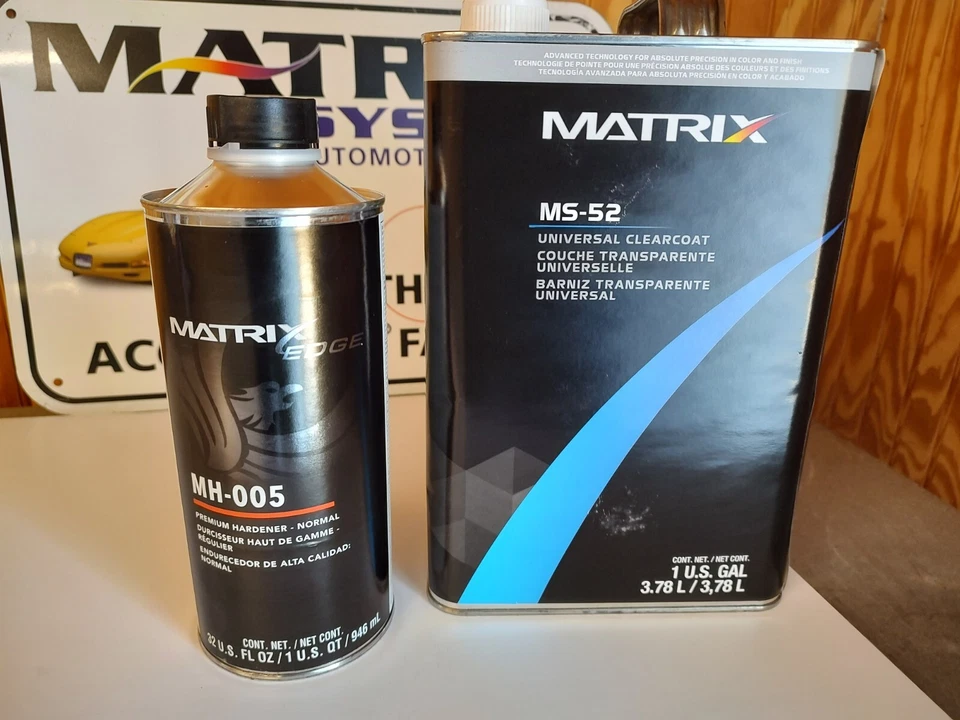 MATR
SYS
UTOMOT
TH
ACC
FA
MATRIX
EDGE
MH-005
PREMIUM HARDENER - NORMAL
DURCISSEUR HAUT DE GAMME -
RÉGULIER
ENDURECEDOR DE ALTA CALIDAD:
NORMAL
CONT. NET. / NET CONT.
32 U.S. FL OZ / 1 U.S. QT / 946 mL
ADVANCED TECHNOLOGY FOR ABSOLUTE PRECISION IN COLOR AND FINISH
TECHNOLOGIE DE POINTE POUR UNE PRÉCISION ABSOLUE DES COULEURS ET DES FINITIONS
TECNOLOGÍA AVANZADA PARA ABSOLUTA PRECISIÓN EN COLOR Y ACABADO
MATRIX
MS-52
UNIVERSAL CLEARCOAT
COUCHE TRANSPARENTE
UNIVERSELLE
BARNIZ TRANSPARENTE
UNIVERSAL
CONT. NET. / NET CONT.
1 U.S. GAL
3.78 L / 3,78 L